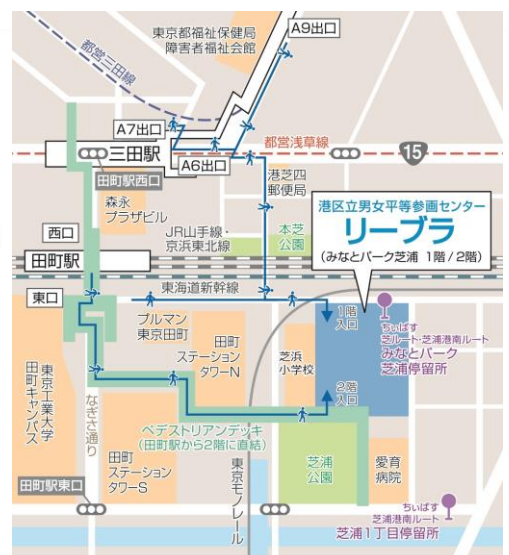 東京都福祉保健局
障害者福祉会館
A9出口
都営三田線
A7出口
三田駅
A6出口
都営浅草線
15
田町駅西口
森永
プラザビル
港芝四
郵便局
西口
JR山手線・
京浜東北線
本芝
公園
田町駅
港区立男女平等参画センター
リーブラ
(みなとパーク芝浦 1階/2階)
東口
東海道新幹線
プルマン
東京田町
田町
ステーション
タワーN
芝浜
小学校
1階
入口
2階
入口
ちぃばす
芝ルート・芝浦港南ルート
みなとパーク
芝浦停留所
東京工業大学
田町キャンパス
なぎさ通り
ペデストリアンデッキ
(田町駅から2階に直結)
田町
ステーション
タワーS
東京モノレール
芝浦
公園
愛育
病院
田町駅東口
ちぃばす
芝浦港南ルート
芝浦1丁目停留所